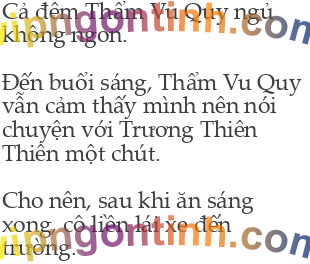 Cả đêm Thẩm Vu Quy ngủ
không ngon.
Đến buổi sáng, Thẩm Vu Quy
vẫn cảm thấy mình nên nói
chuyện với Trương Thiên
Thiên một chút.
Cho nên, sau khi ăn sáng
xong, cô liền lái xe đến
trường.
vipngontinh.com
vipngontinh.com